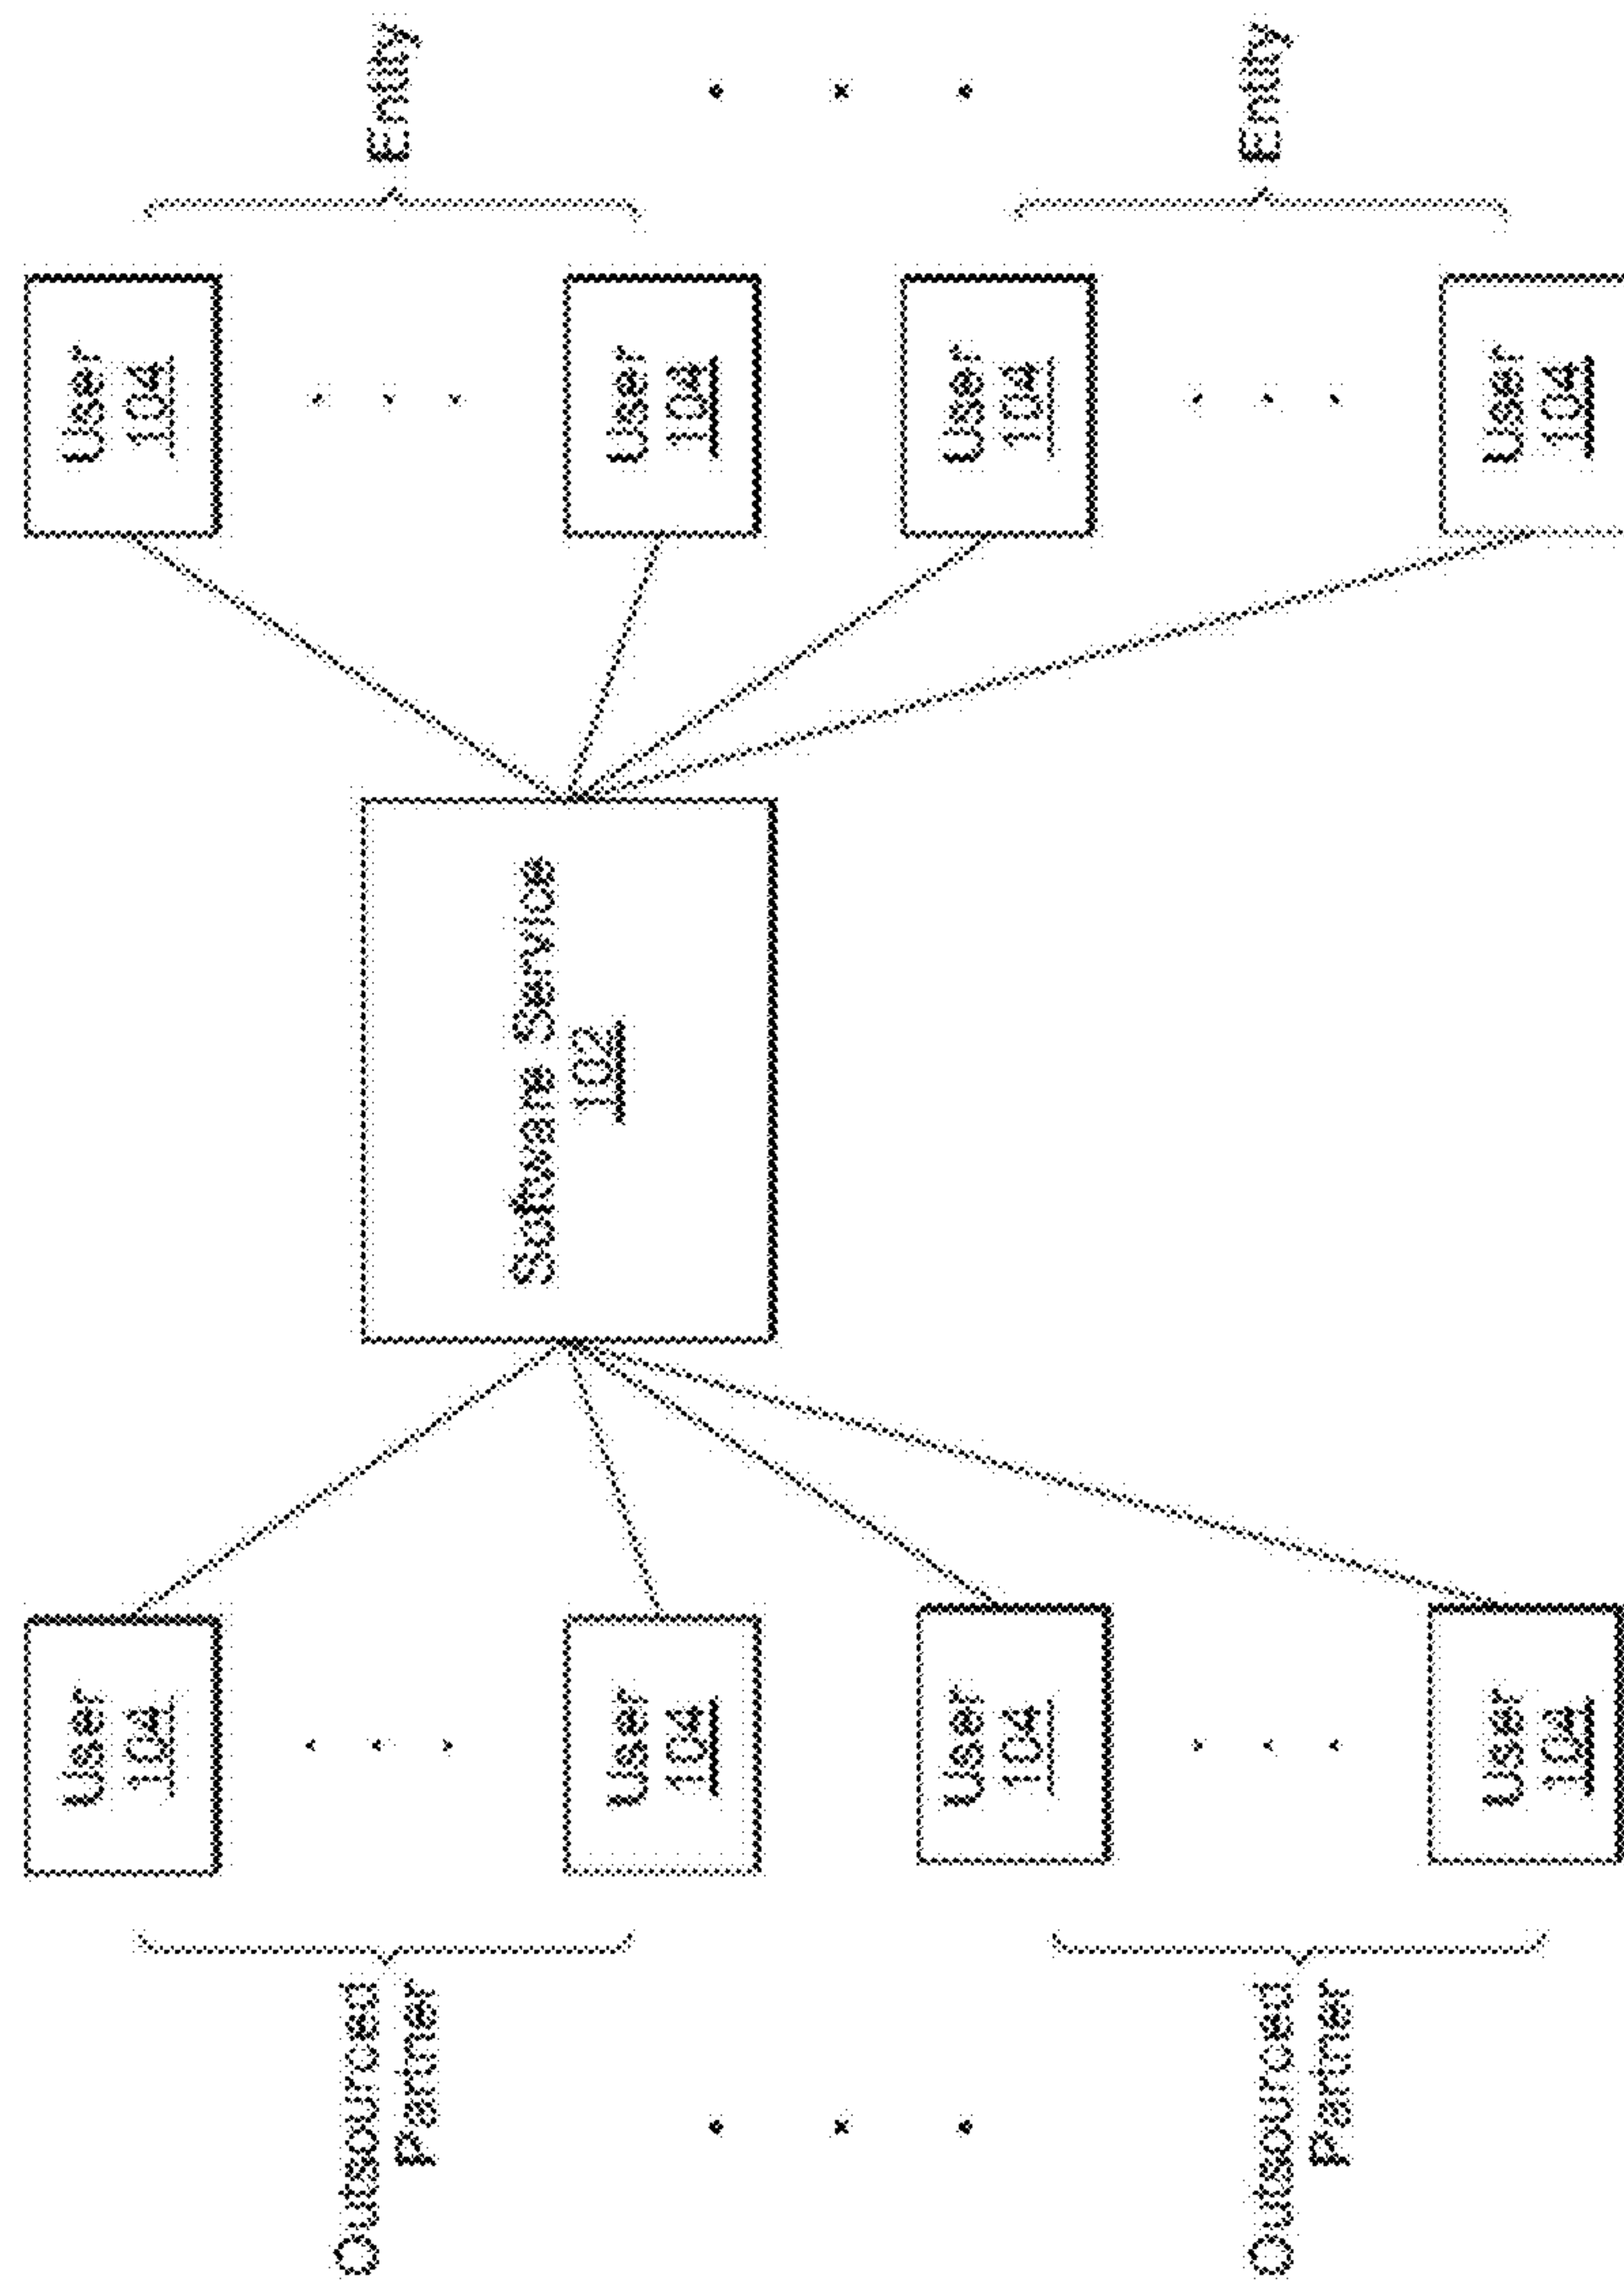 Outsourced
Partner
User
104
User
104
Outsourced
Partner
User
104
User
104
Software Service
102
User
104
User
104
Entity
User
104
User
104
Entity